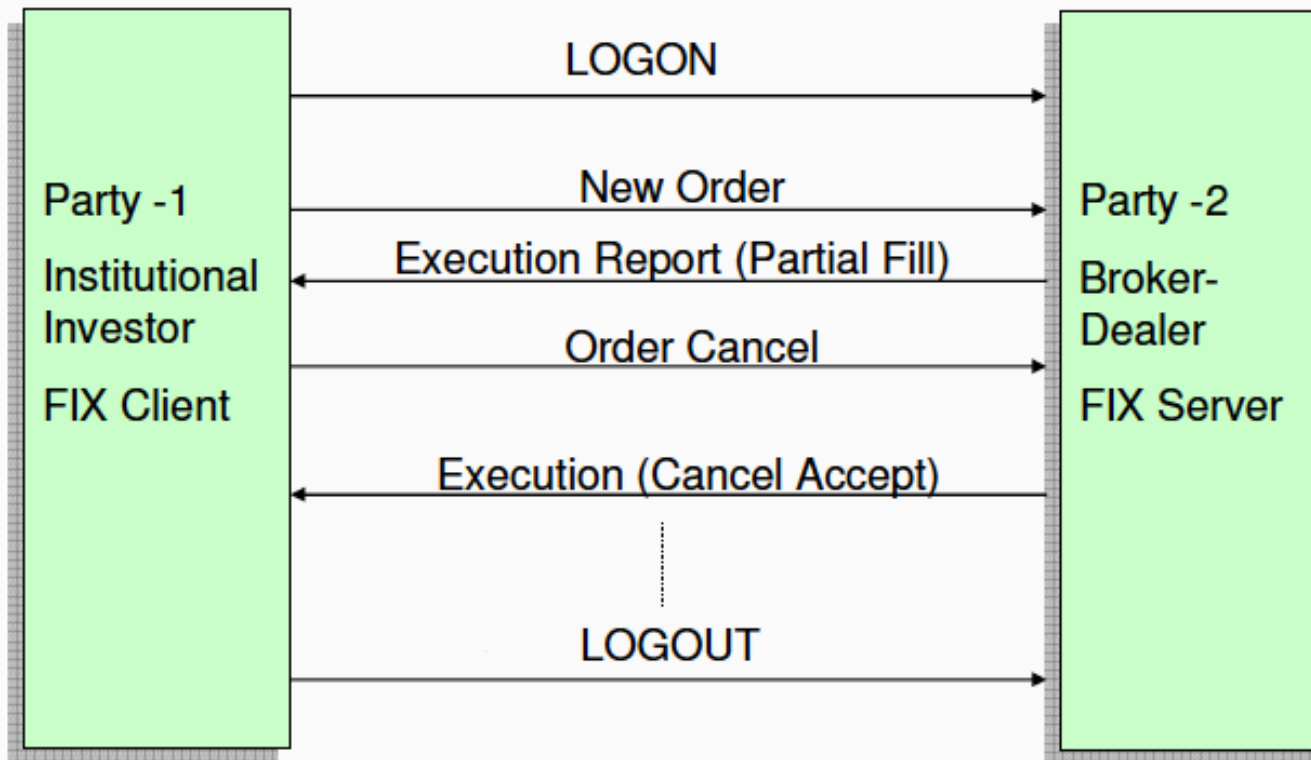 LOGON
New Order
Party -1
Party -2
Execution Report (Partial Fill)
Institutional
Investor
Broker-
Dealer
Order Cancel
FIX Client
FIX Server
Execution (Cancel Accept)
LOGOUT